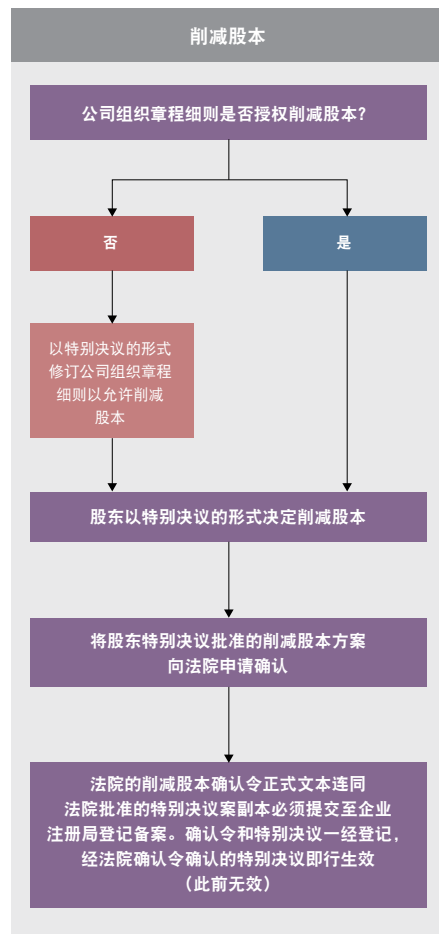 削减股本
公司组织章程细则是否授权削减股本？
否
是
以特别决议的形式
修订公司组织章程
细则以允许削减
股本
股东以特别决议的形式决定削减股本
将股东特别决议批准的削减股本方案
向法院申请确认
法院的削减股本确认令正式文本连同
法院批准的特别决议案副本必须提交至企业
注册局登记备案。确认令和特别决议一经登记，
经法院确认令确认的特别决议即行生效
（此前无效）